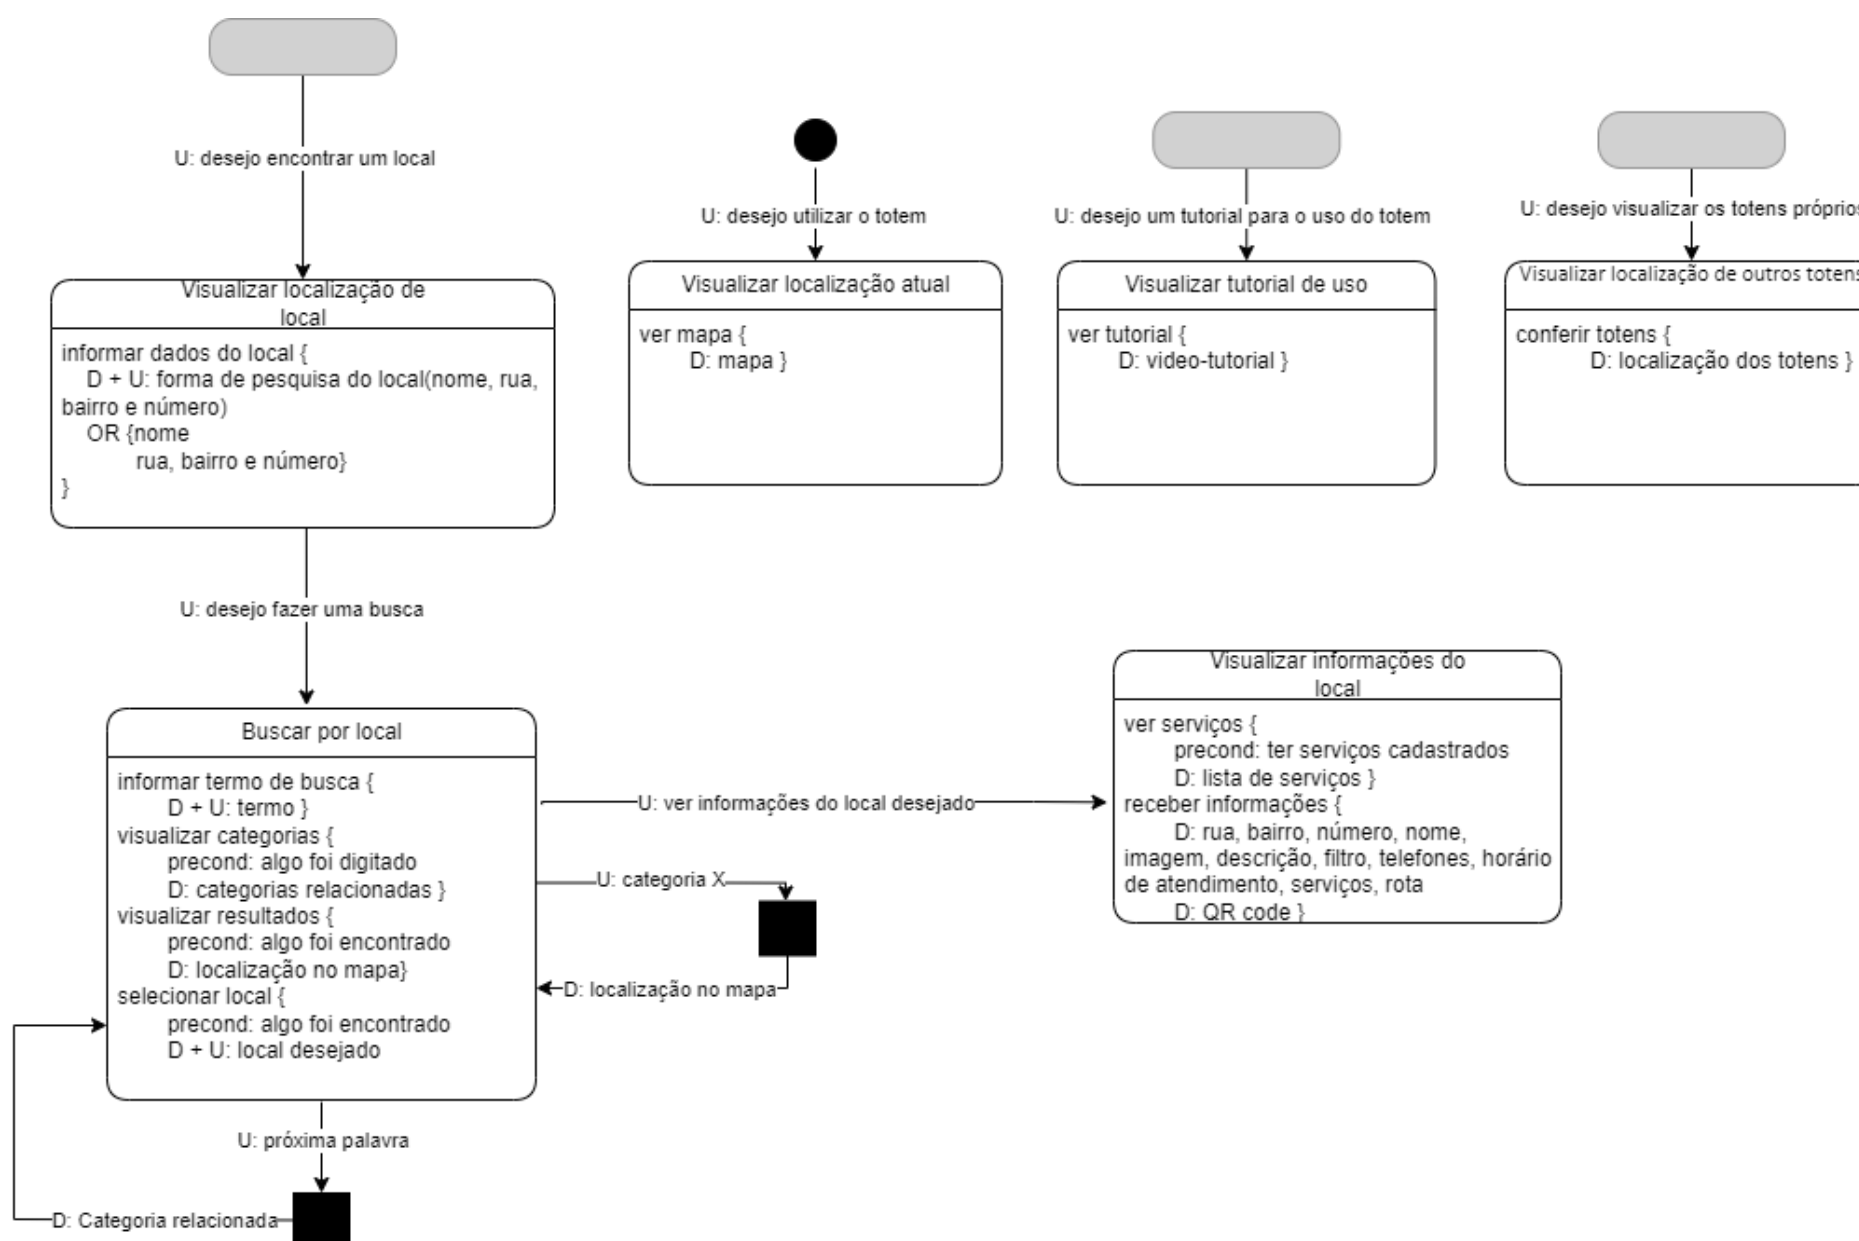 U: desejo encontrar um local
Visualizar localização de
local
informar dados do local {
D + U: forma de pesquisa do local(nome, rua,
bairro e número)
OR {nome
rua, bairro e número}
}
U: desejo utilizar o totem
Visualizar localização atual
ver mapa {
D: mapa }
U: desejo um tutorial para o uso do totem
Visualizar tutorial de uso
ver tutorial {
D: video-tutorial }
U: desejo visualizar os totens próprios
Visualizar localização de outros totens
conferir totens {
D: localização dos totens }
U: desejo fazer uma busca
Buscar por local
informar termo de busca {
D + U: termo }
visualizar categorias {
precond: algo foi digitado
D: categorias relacionadas }
visualizar resultados {
precond: algo foi encontrado
D: localização no mapa}
selecionar local {
precond: algo foi encontrado
D + U: local desejado
U: ver informações do local desejado
U: categoria X
D: localização no mapa
Visualizar informações do
local
ver serviços {
precond: ter serviços cadastrados
D: lista de serviços }
receber informações {
D: rua, bairro, número, nome,
imagem, descrição, filtro, telefones, horário
de atendimento, serviços, rota
D: QR code }
U: próxima palavra
D: Categoria relacionada